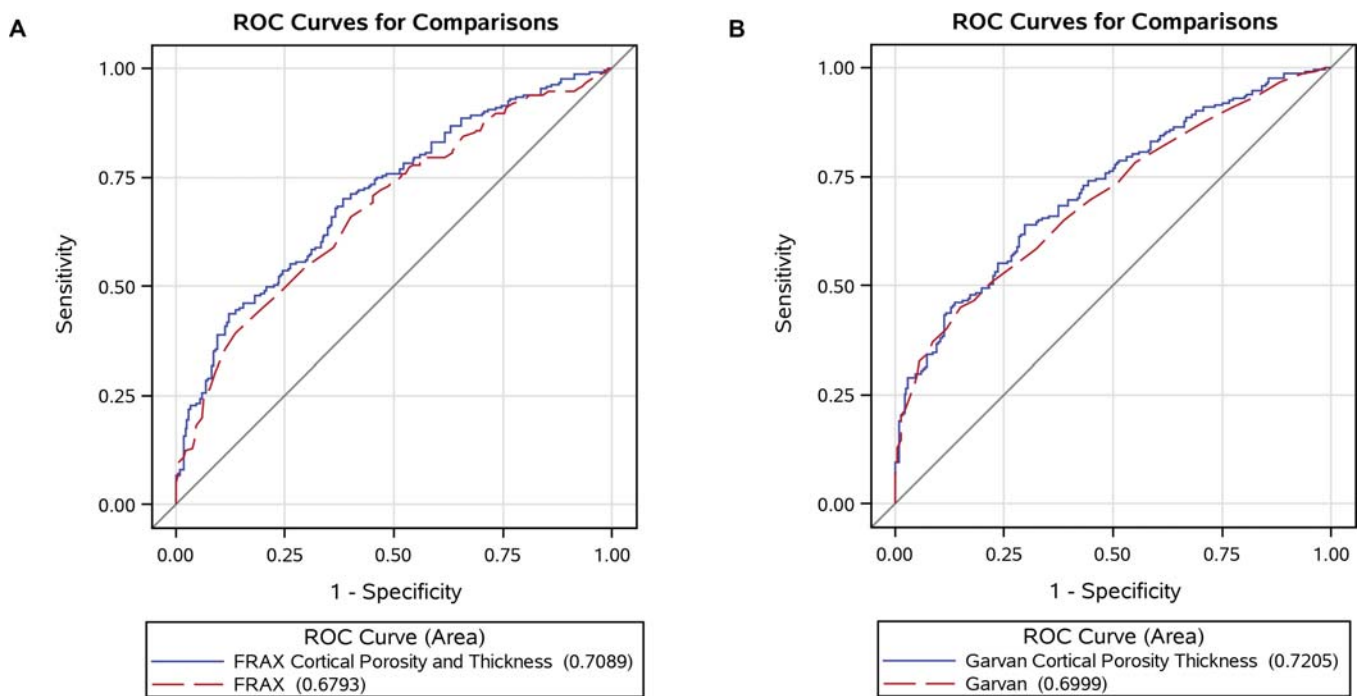 A
ROC Curves for Comparisons
1.00
0.75
0.50
0.25
0.00
Sensitivity
0.00 0.25 0.50 0.75 1.00
1 - Specificity
ROC Curve (Area)
FRAX Cortical Porosity and Thickness (0.7089)
FRAX (0.6793)
B
ROC Curves for Comparisons
1.00
0.75
0.50
0.25
0.00
Sensitivity
0.00 0.25 0.50 0.75 1.00
1 - Specificity
ROC Curve (Area)
Garvan Cortical Porosity Thickness (0.7205)
Garvan (0.6999)